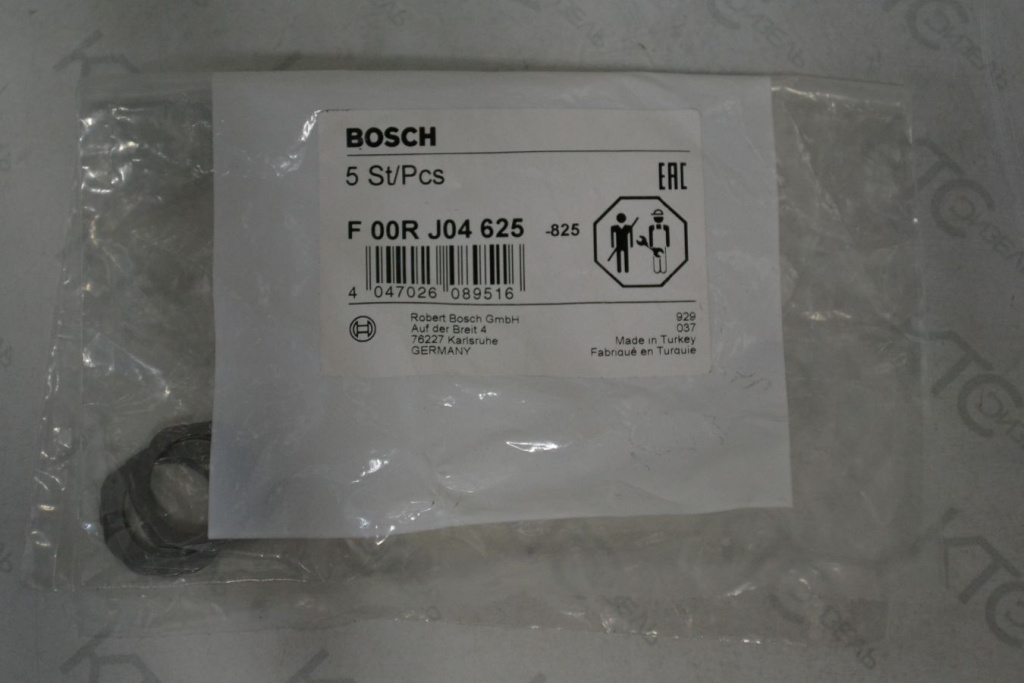 BOSCH
5 St/Pcs
EAC
F 00R J04 625 -825
4 047026 089516
Robert Bosch GmbH
Auf der Breit 4
76227 Karlsruhe
GERMANY
929
037
Made in Turkey
Fabriqué en Turquie